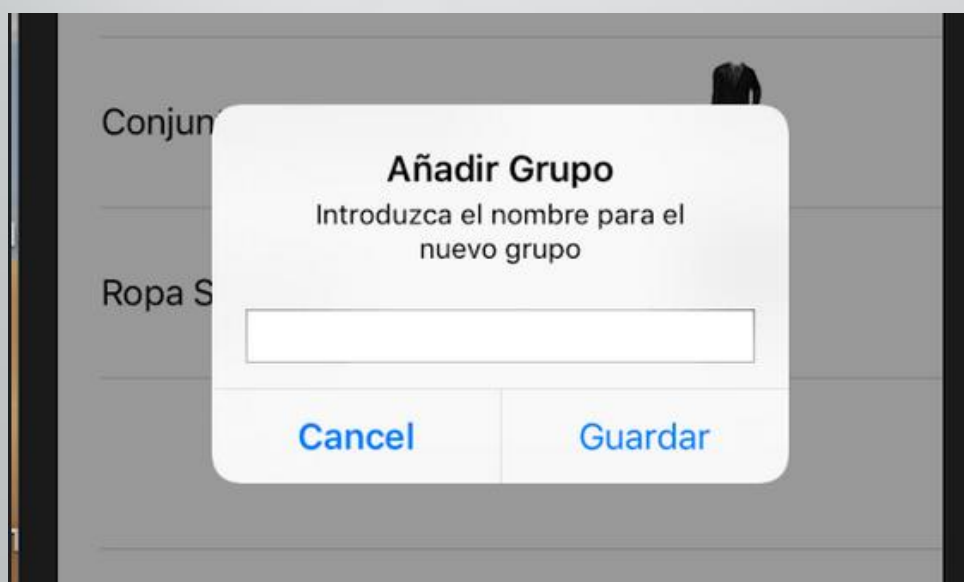 Conjun
Añadir Grupo
Introduzca el nombre para el
nuevo grupo
Ropa S
Cancel
Guardar